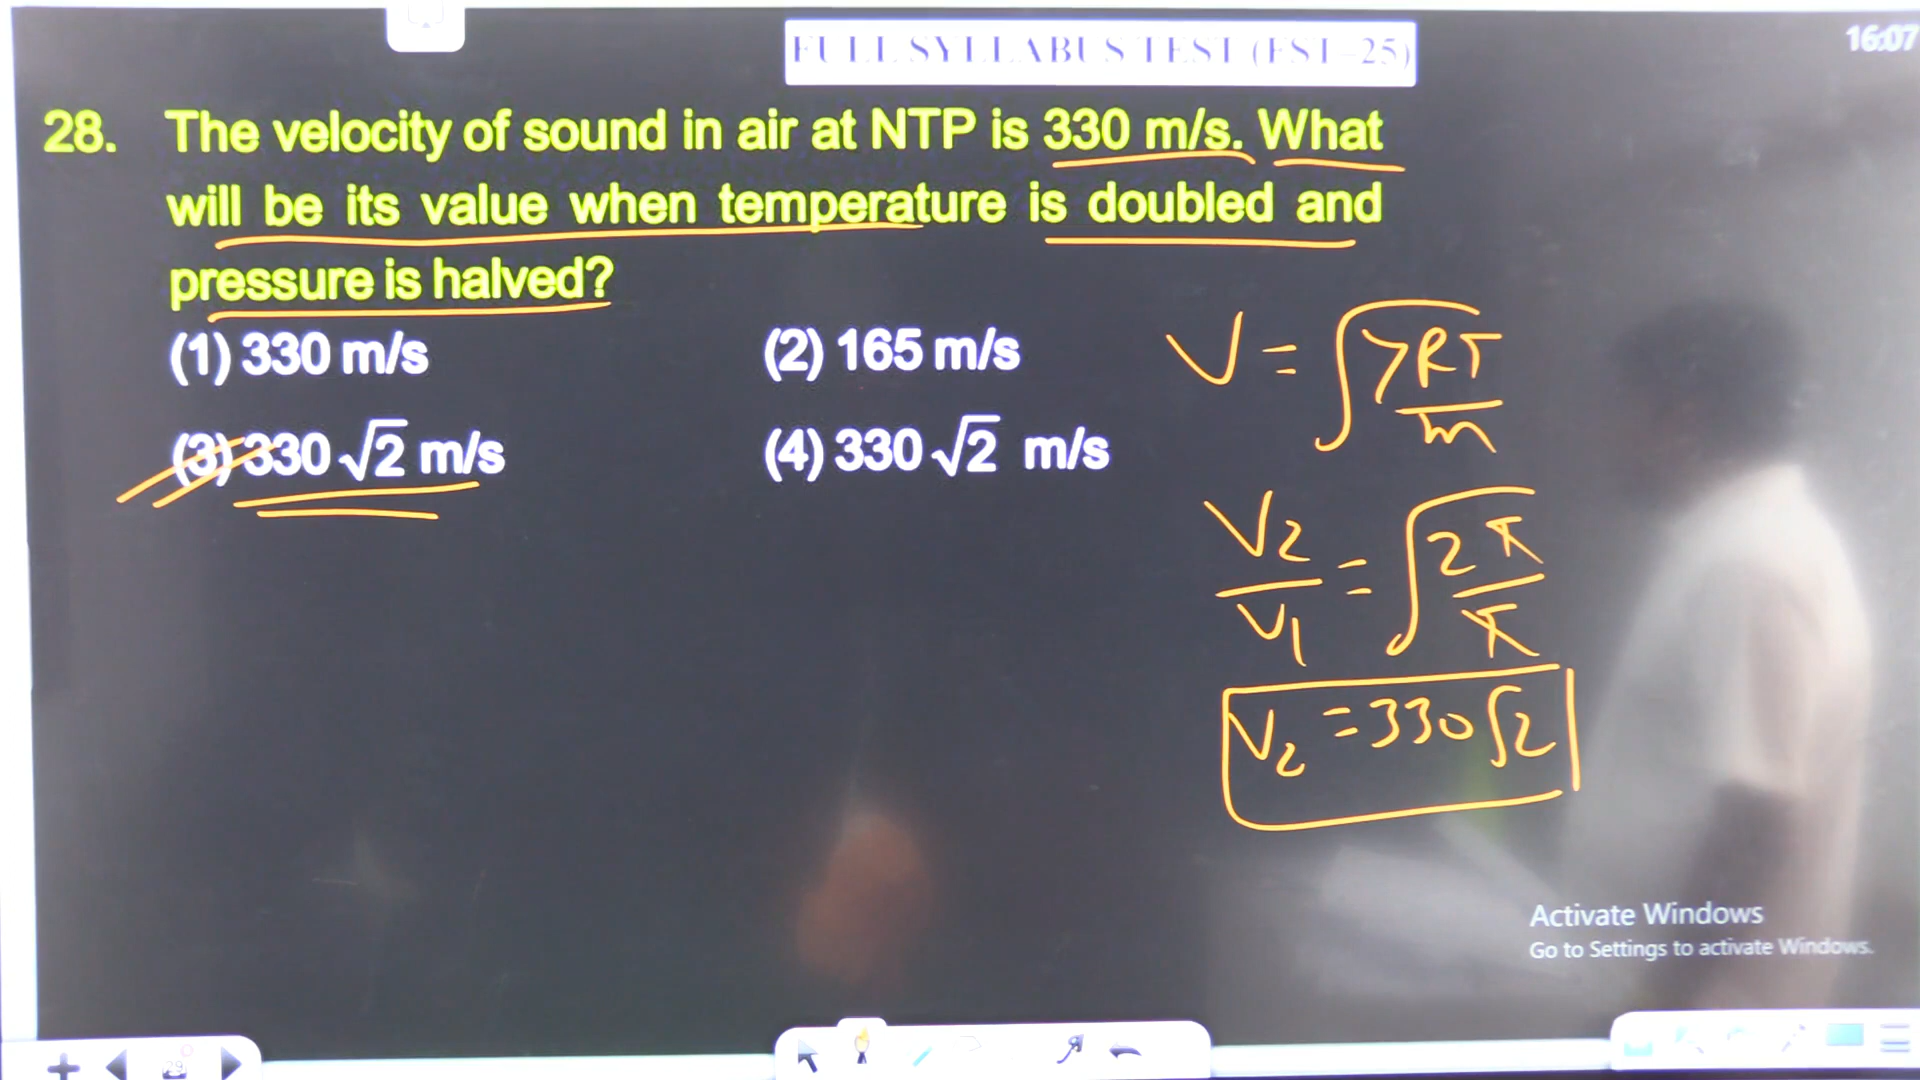 FULL SYLLABUS TEST (FST–25)
16:07
28. The velocity of sound in air at NTP is 330 m/s. What
will be its value when temperature is doubled and
pressure is halved?
(1) 330 m/s
(2) 165 m/s
(3) 330 √2 m/s
(4) 330 √2 m/s
V = √(γRT/m)
V2/V1 = √(2T/T)
V2 = 330 √2
Activate Windows
Go to Settings to activate Windows.
29